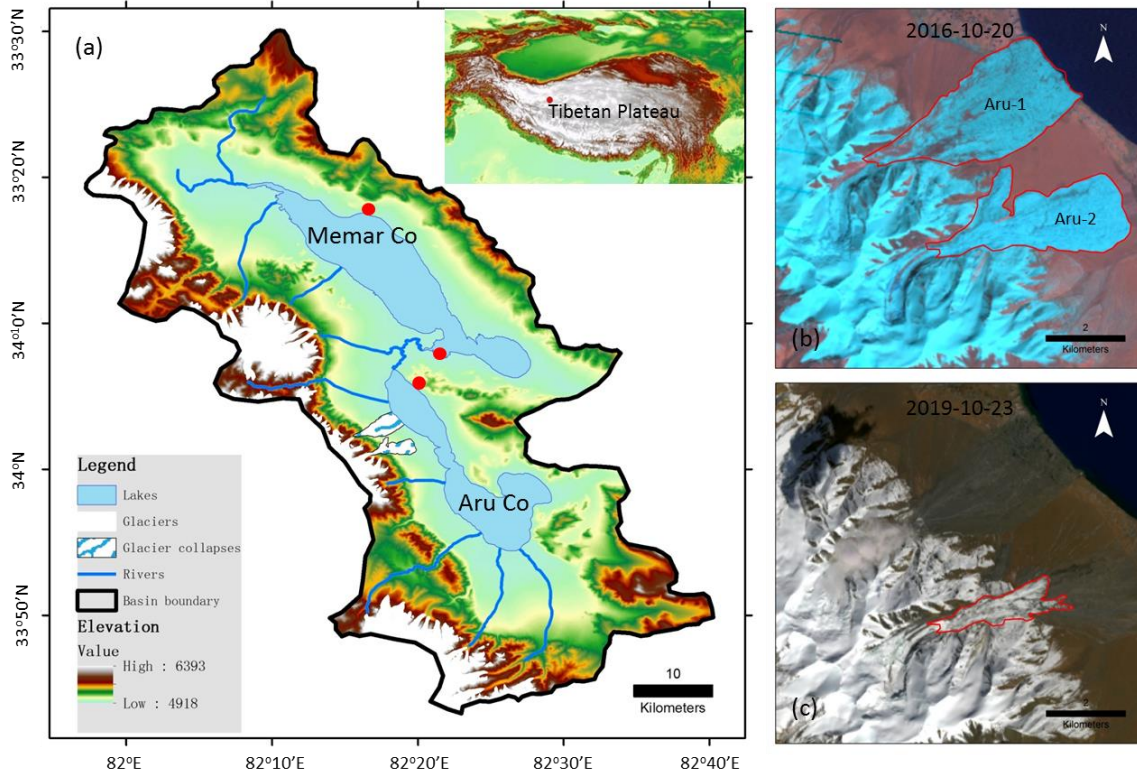 (a)
33°30′N
33°20′N
34°10′N
34°N
33°50′N
82°E
82°10′E
82°20′E
82°30′E
82°40′E
Tibetan Plateau
Memar Co
Aru Co
Legend
Lakes
Glaciers
Glacier collapses
Rivers
Basin boundary
Elevation
Value
High : 6393
Low : 4918
10
Kilometers
2016-10-20
N
Aru-1
Aru-2
2
Kilometers
(b)
2019-10-23
N
2
Kilometers
(c)